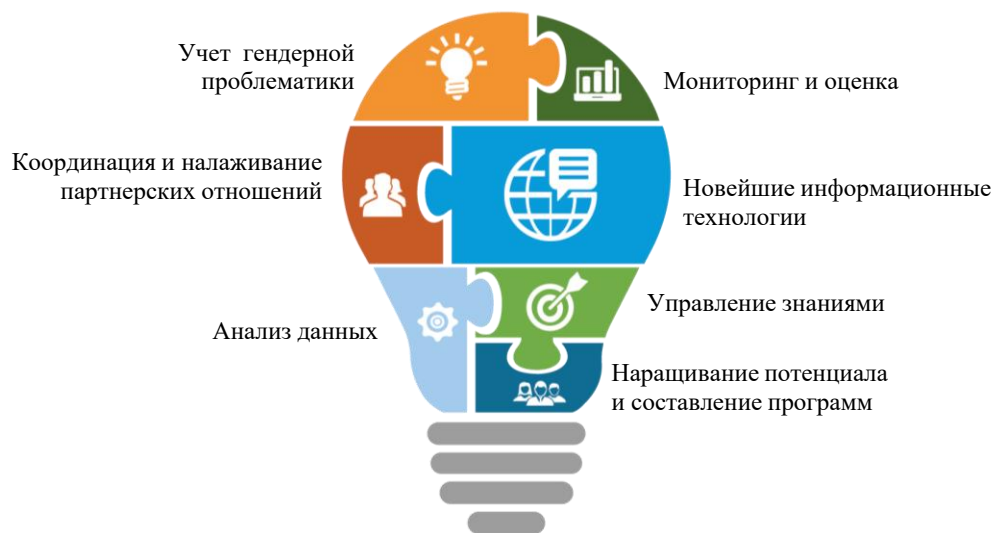 Учет гендерной
проблематики
Мониторинг и оценка
Координация и налаживание
партнерских отношений
Новейшие информационные
технологии
Управление знаниями
Анализ данных
Наращивание потенциала
и составление программ